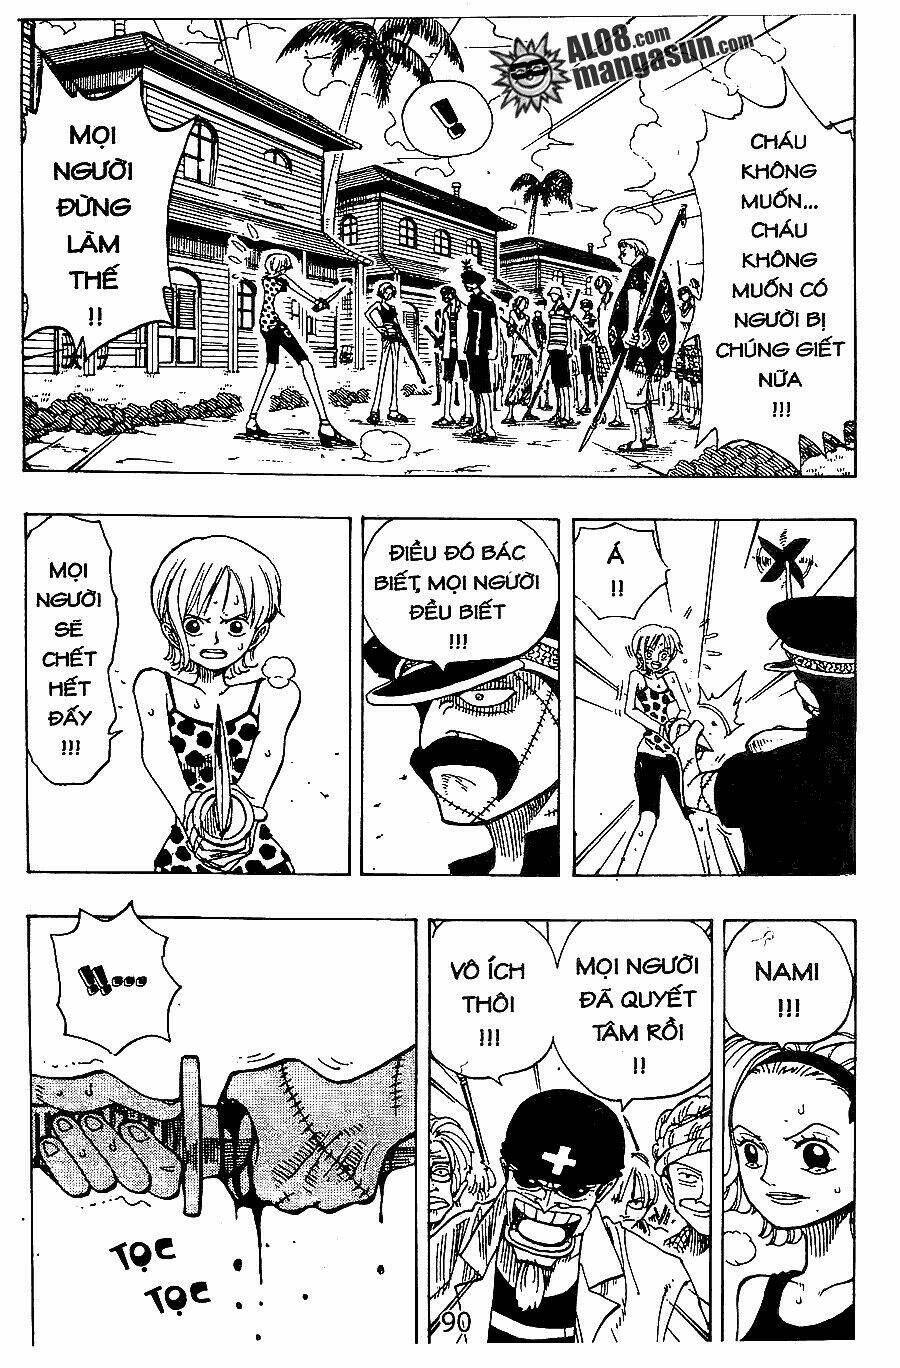 AL08.com
mangasun.com
MỌI
NGƯỜI
ĐỪNG
LÀM
THẾ
!!
!!
CHÁU
KHÔNG
MUỐN...
CHÁU
KHÔNG
MUỐN CÓ
NGƯỜI BỊ
CHÚNG GIẾT
NỮA
!!!
MỌI
NGƯỜI
SẼ
CHẾT
HẾT
ĐẤY
!!!
ĐIỀU ĐÓ BÁC
BIẾT, MỌI NGƯỜI
ĐỀU BIẾT
!!!
Á
!!
!!...
TỌC
TỌC
VÔ ÍCH
THÔI
!!!
MỌI NGƯỜI
ĐÃ QUYẾT
TÂM RỒI
!!
NAMI
!!!
90